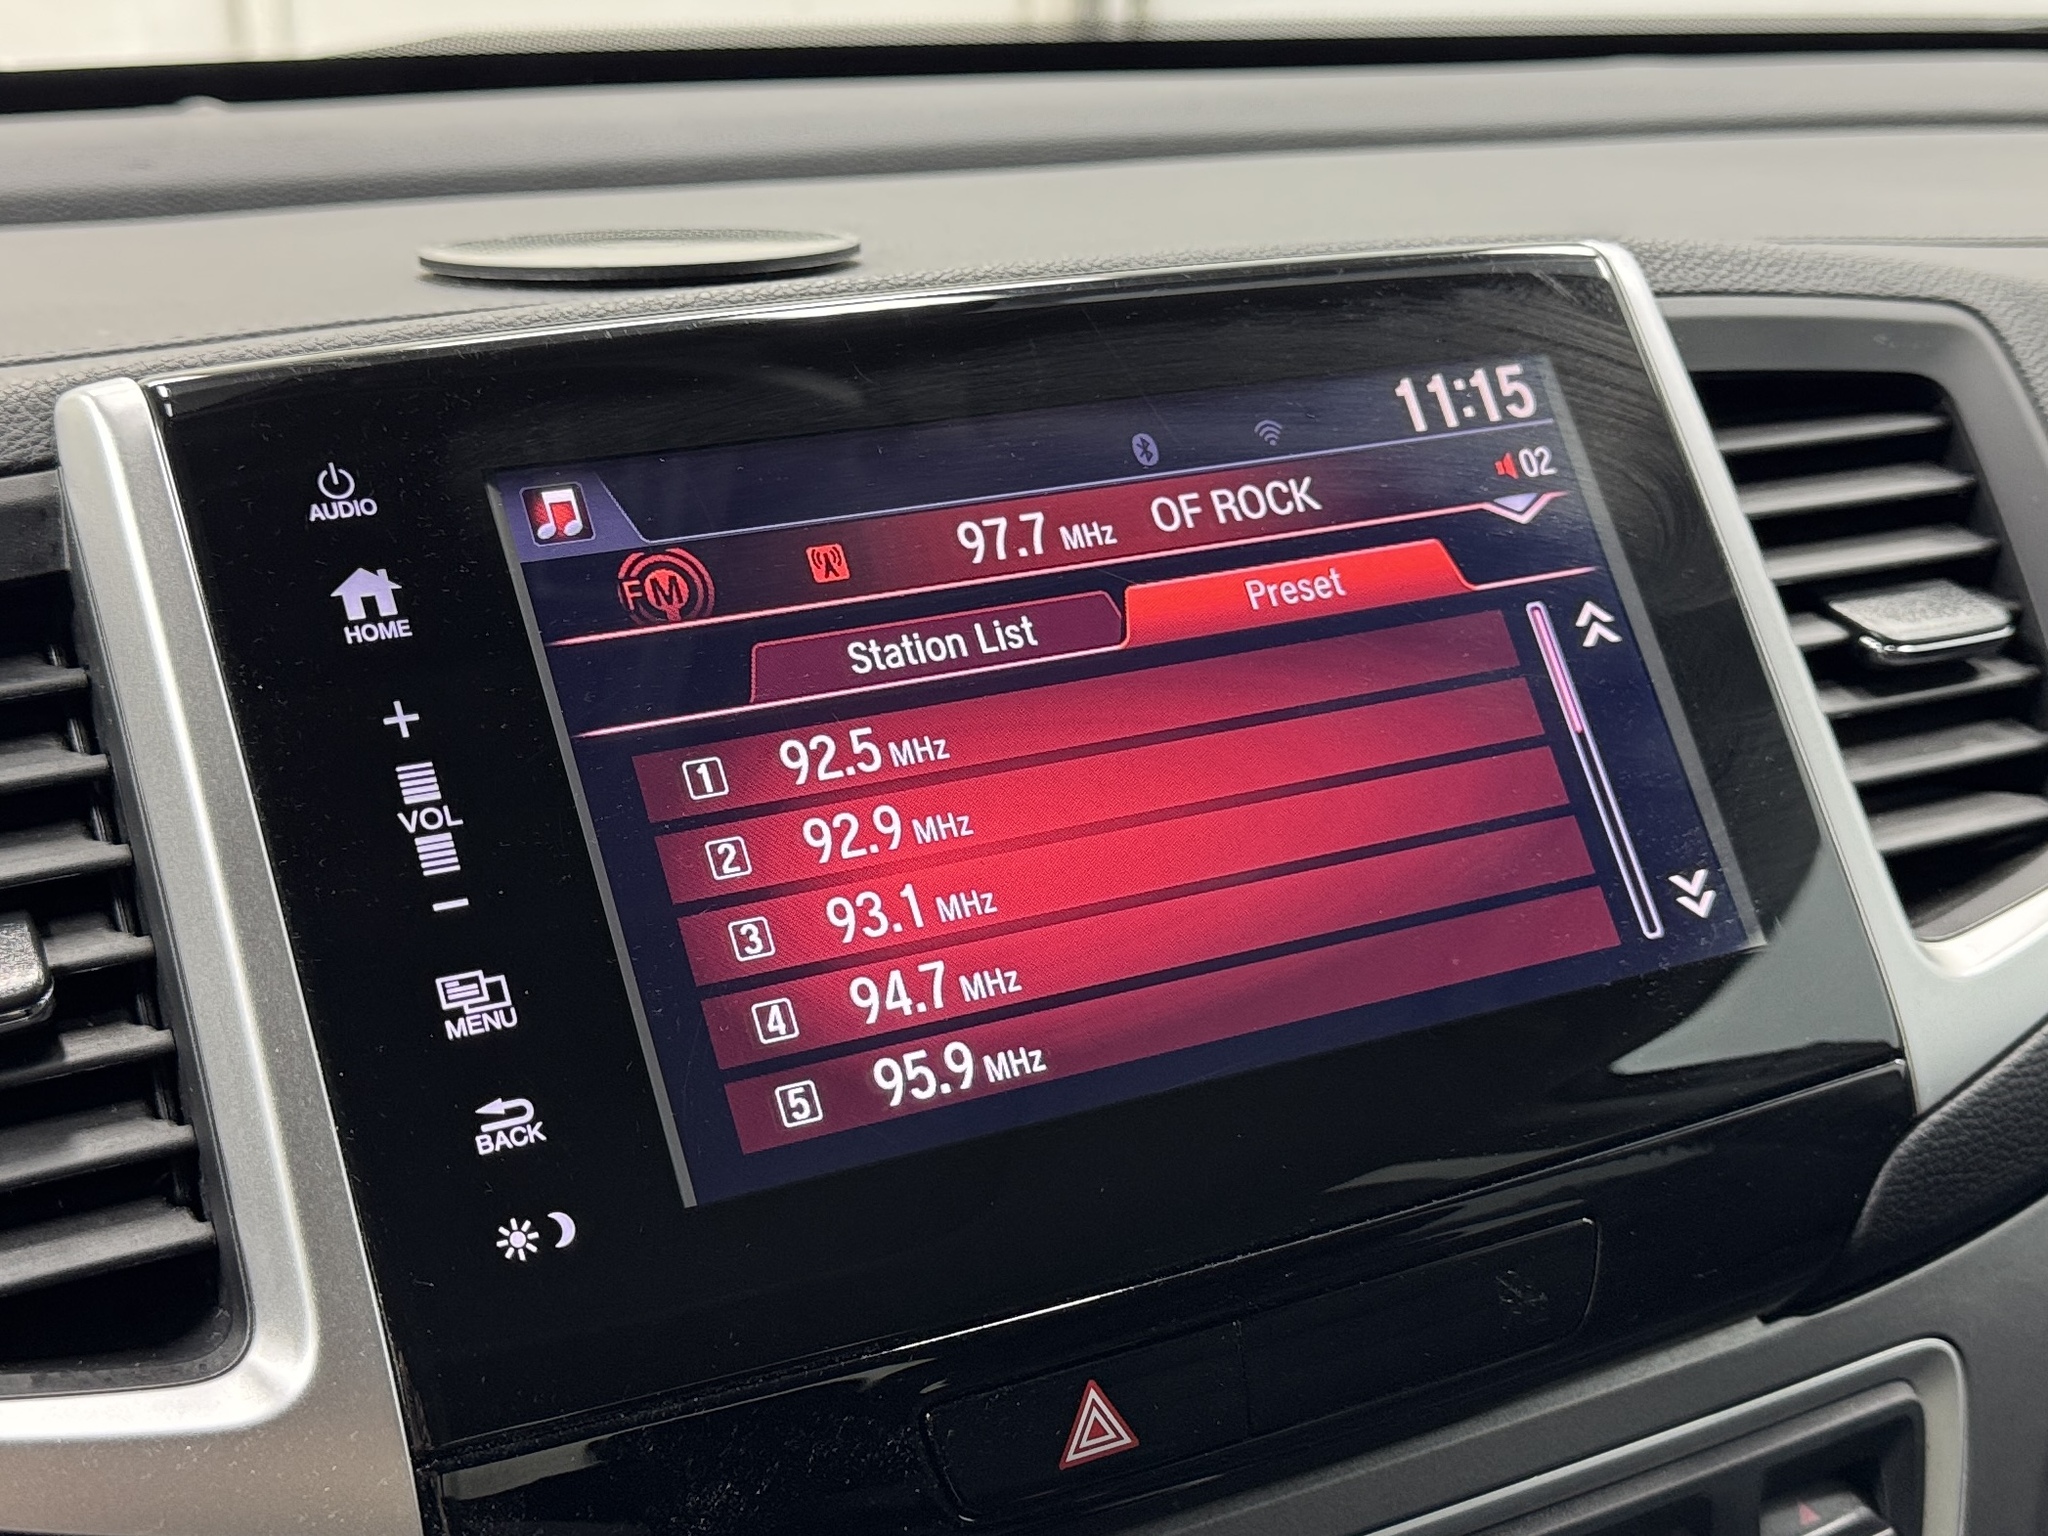 11:15
02
97.7 MHz OF ROCK
FM
Station List
Preset
1 92.5 MHz
2 92.9 MHz
3 93.1 MHz
4 94.7 MHz
5 95.9 MHz
AUDIO
HOME
+
VOL
-
MENU
BACK